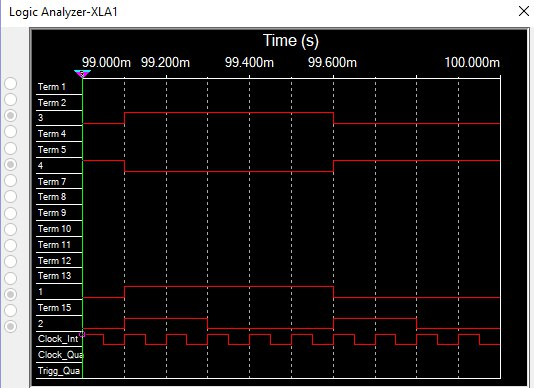 Logic Analyzer-XLA1
Time (s)
99.000m 99.200m 99.400m 99.600m 100.000m
Term 1
Term 2
3
Term 4
Term 5
4
Term 7
Term 8
Term 9
Term 10
Term 11
Term 12
Term 13
1
Term 15
2
Clock_Int
Clock_Qua
Trigg_Qua